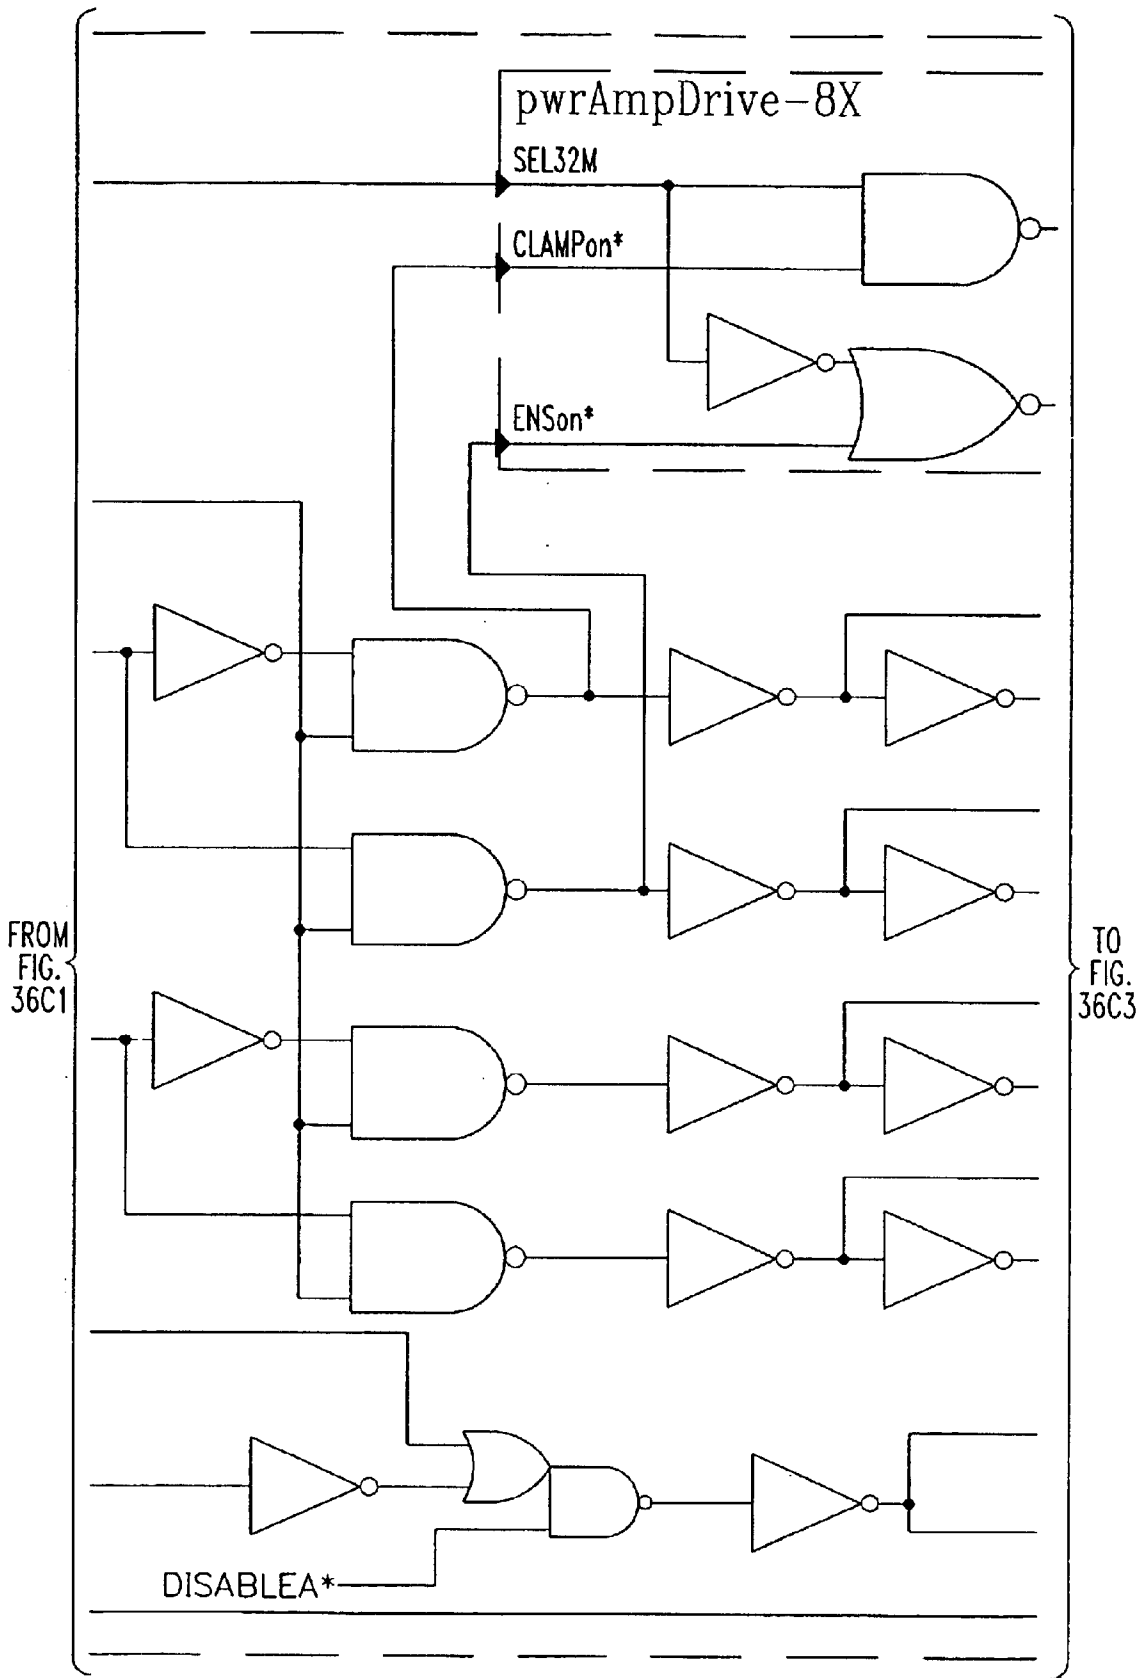 pwrAmpDrive-8X
SEL32M
CLAMPon*
ENSon*
FROM
FIG.
36C1
TO
FIG.
36C3
DISABLEA*